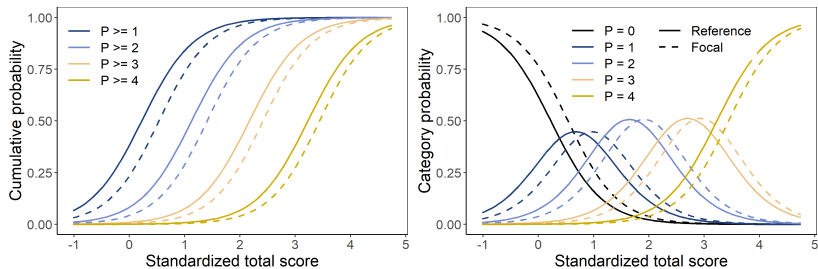 Cumulative probability
1.00
0.75
0.50
0.25
0.00
P >= 1
P >= 2
P >= 3
P >= 4
-1 0 1 2 3 4 5
Standardized total score
Category probability
1.00
0.75
0.50
0.25
0.00
P = 0
P = 1
P = 2
P = 3
P = 4
Reference
Focal
-1 0 1 2 3 4 5
Standardized total score